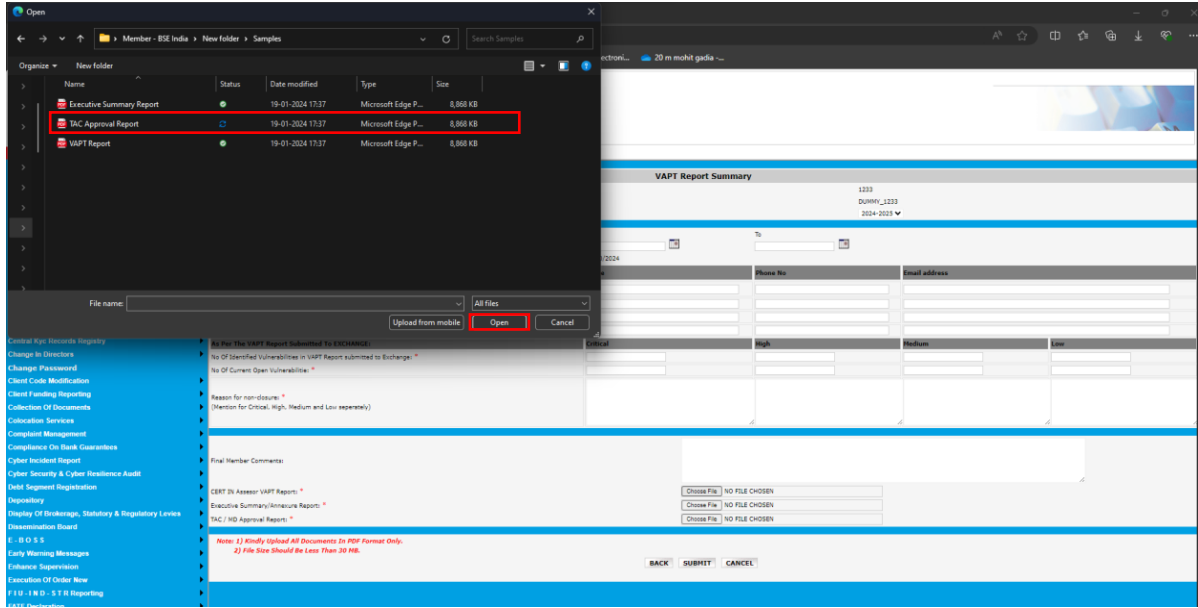 Open
Member - BSE India > New folder > Samples
Search Samples
ectroni... 20 m mohit gadia -...
Organize New folder
Name Status Date modified Type Size
Executive Summary Report 19-01-2024 17:37 Microsoft Edge P... 8,868 KB
TAC Approval Report 19-01-2024 17:37 Microsoft Edge P... 8,868 KB
VAPT Report 19-01-2024 17:37 Microsoft Edge P... 8,868 KB
File name: All files
Upload from mobile Open Cancel
VAPT Report Summary
1233
DUMMY_1233
2024-2025
To
/2024
Phone No Email address
As Per The VAPT Report Submitted To EXCHANGE: Critical High Medium Low
No Of Identified Vulnerabilities in VAPT Report submitted to Exchange: *
No Of Current Open Vulnerabilitie: *
Reason for non-closure: *
(Mention for Critical, High, Medium and Low seperately)
Final Member Comments:
CERT IN Assesor VAPT Report: * Choose File NO FILE CHOSEN
Executive Summary/Annexure Report: * Choose File NO FILE CHOSEN
TAC / MD Approval Report: * Choose File NO FILE CHOSEN
Note: 1) Kindly Upload All Documents In PDF Format Only.
2) File Size Should Be Less Than 30 MB.
BACK SUBMIT CANCEL
Central Kyc Records Registry
Change In Directors
Change Password
Client Code Modification
Client Funding Reporting
Collection Of Documents
Colocation Services
Complaint Management
Compliance On Bank Guarantees
Cyber Incident Report
Cyber Security & Cyber Resilience Audit
Debt Segment Registration
Depository
Display Of Brokerage, Statutory & Regulatory Levies
Dissemination Board
E - B O S S
Early Warning Messages
Enhance Supervision
Execution Of Order New
F I U - I N D - S T R Reporting
FATF Declaration